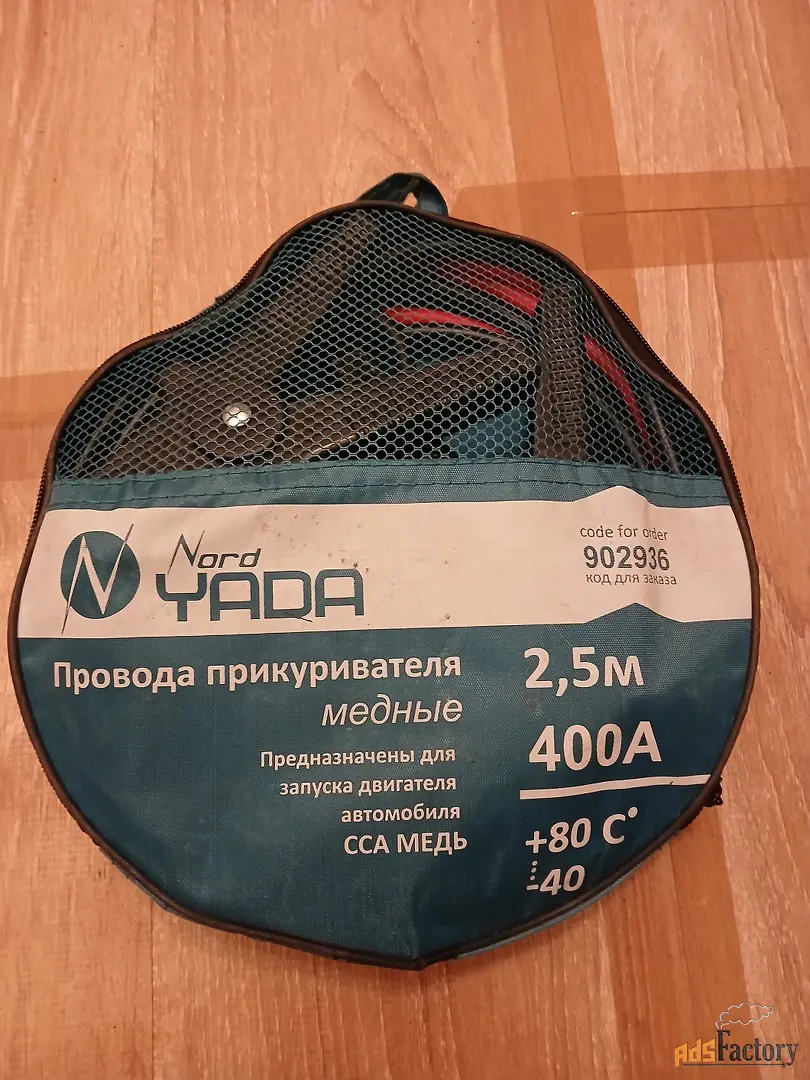 Nord
YADA
code for order
902936
код для заказа
Провода прикуривателя
медные
Предназначены для
запуска двигателя
автомобиля
ССА МЕДЬ
2,5м
400А
+80 С°
-40
AdsFactory